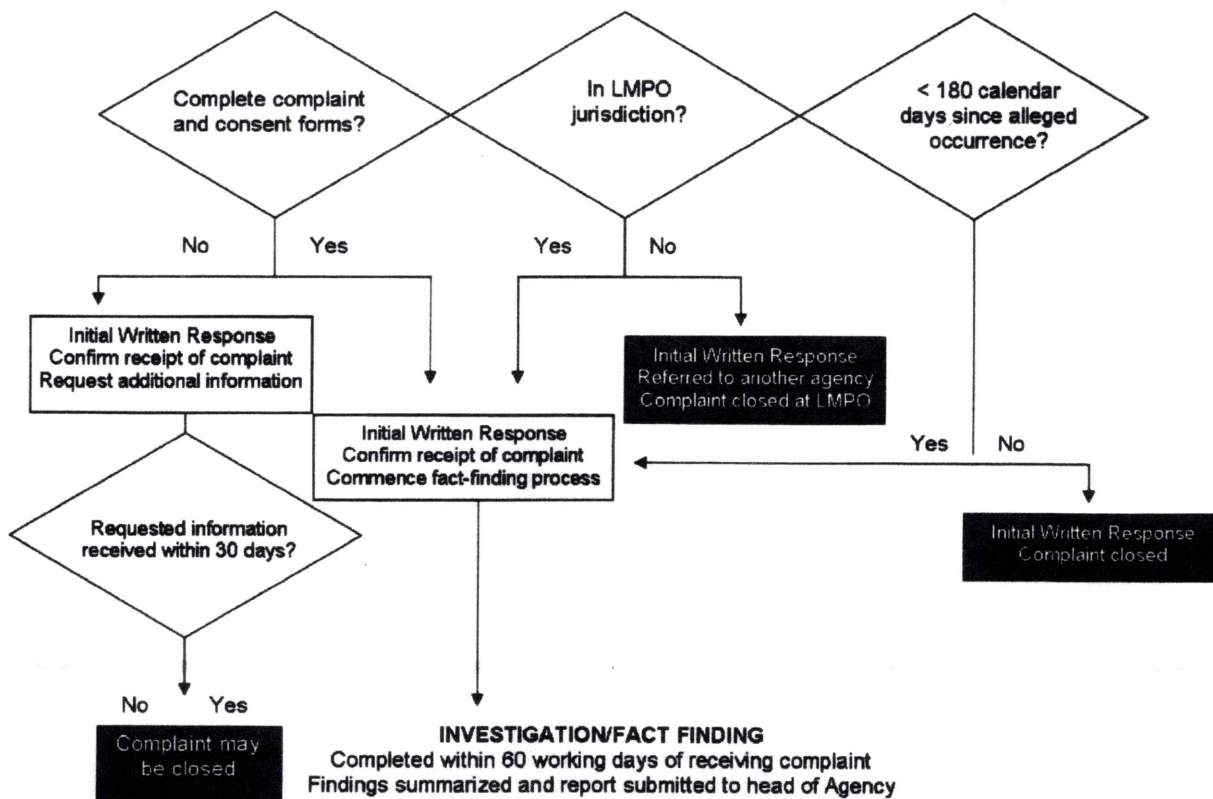 Complete complaint
and consent forms?
In LMPO
jurisdiction?
< 180 calendar
days since alleged
occurrence?
No
Yes
Yes
No
Initial Written Response
Confirm receipt of complaint
Request additional information
Initial Written Response
Referred to another agency
Complaint closed at LMPO
Initial Written Response
Confirm receipt of complaint
Commence fact-finding process
Yes
No
Requested information
received within 30 days?
Initial Written Response
Complaint closed
No
Yes
Complaint may
be closed
INVESTIGATION/FACT FINDING
Completed within 60 working days of receiving complaint
Findings summarized and report submitted to head of Agency